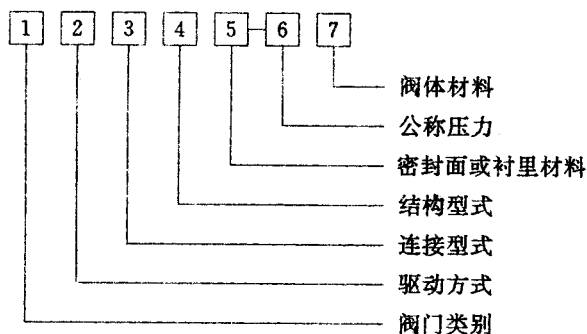 1 2 3 4 5-6 7
阀体材料
公称压力
密封面或衬里材料
结构型式
连接型式
驱动方式
阀门类别